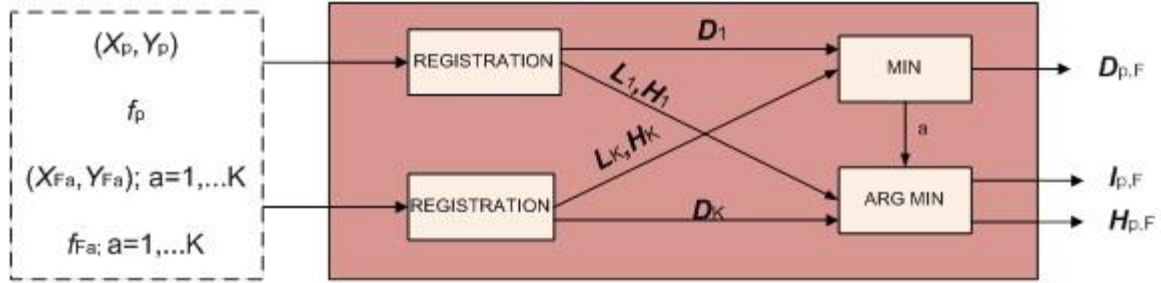 (Xp,Yp)
fp
(XFa,YFa); a=1,...K
fFa; a=1,...K
REGISTRATION
REGISTRATION
D1
L1,H1
LK,HK
DK
MIN
a
ARG MIN
Dp,F
Ip,F
Hp,F